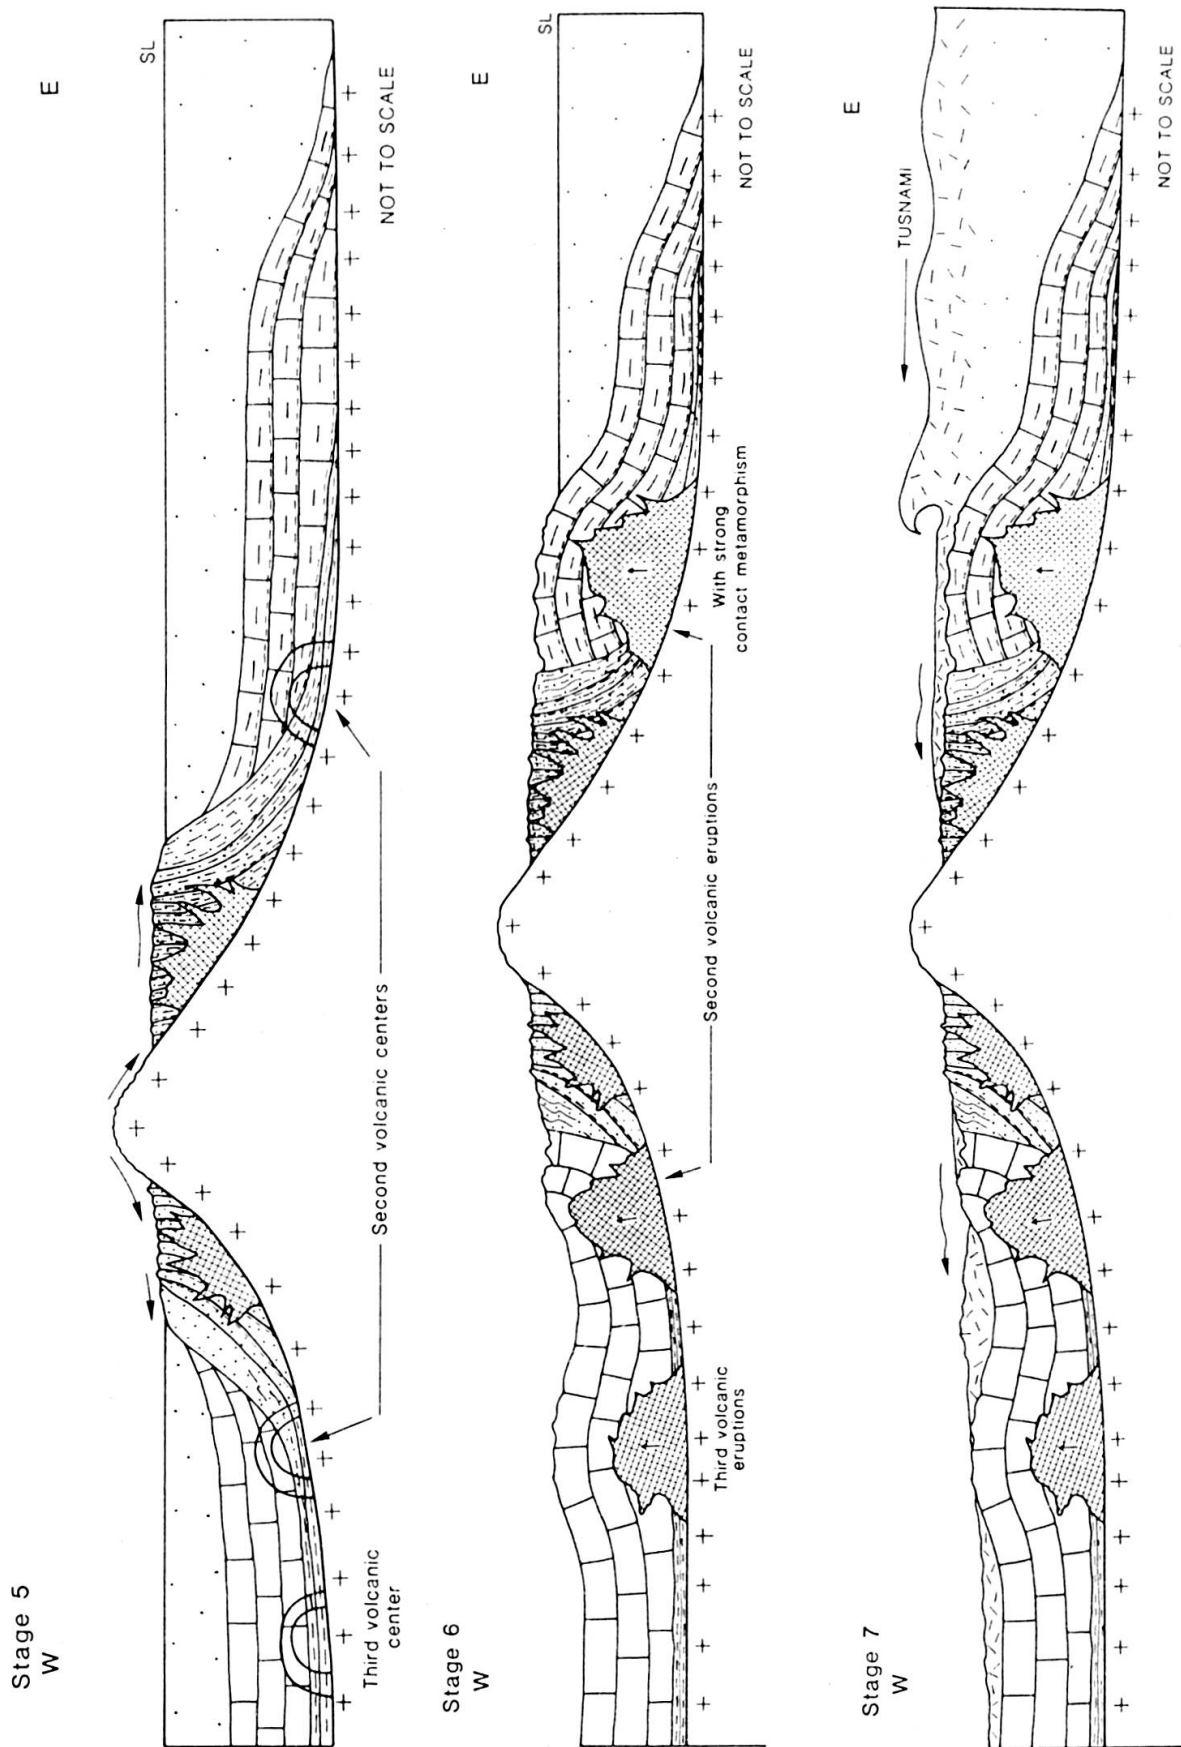 Stage 5
W
E
SL
Second volcanic centers
Third volcanic
center
NOT TO SCALE
Stage 6
W
E
SL
Third volcanic
eruptions
Second volcanic eruptions
With strong
contact metamorphism
NOT TO SCALE
Stage 7
W
E
TUSNAMI
NOT TO SCALE